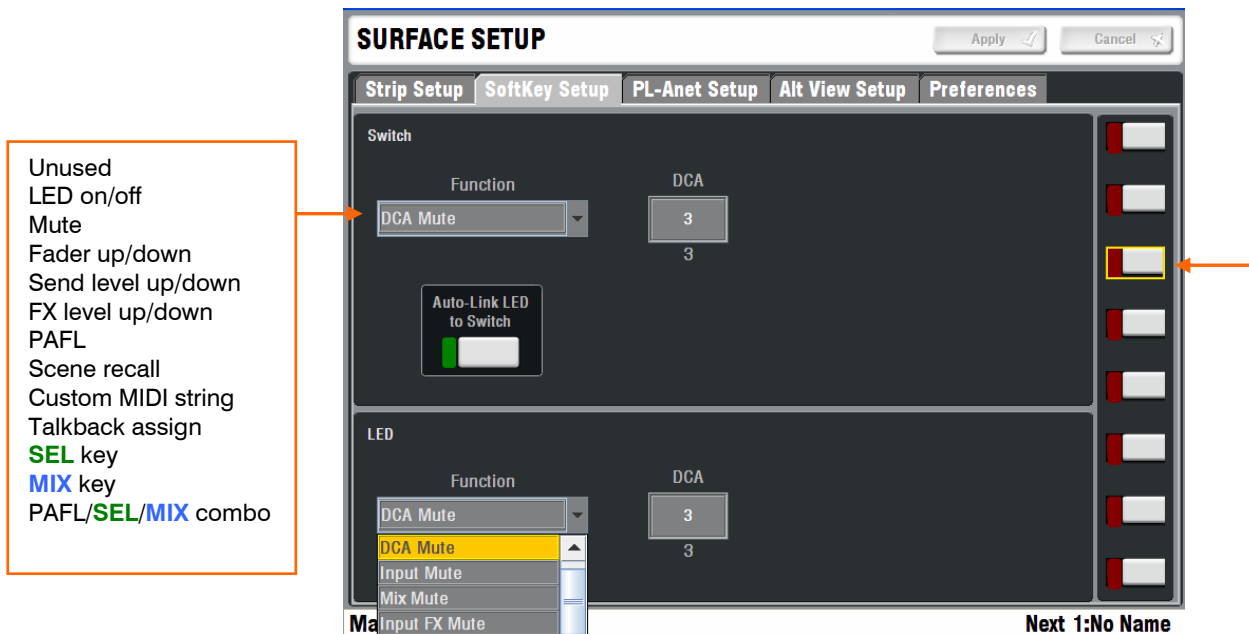 SURFACE SETUP
Apply
Cancel
Strip Setup
SoftKey Setup
PL-Anet Setup
Alt View Setup
Preferences
Unused
LED on/off
Mute
Fader up/down
Send level up/down
FX level up/down
PAFL
Scene recall
Custom MIDI string
Talkback assign
SEL key
MIX key
PAFL/SEL/MIX combo
Switch
Function
DCA
DCA Mute
3
3
Auto-Link LED
to Switch
LED
Function
DCA
DCA Mute
3
3
DCA Mute
Input Mute
Mix Mute
Input FX Mute
Ma
Next 1:No Name